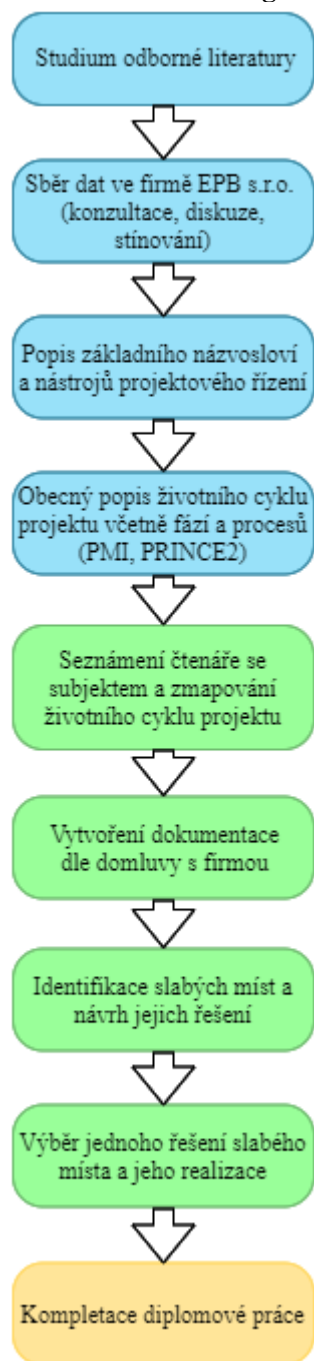 Studium odborné literatury
Sběr dat ve firmě EPB s.r.o.
(konzultace, diskuze,
stínování)
Popis základního názvosloví
a nástrojů projektového řízení
Obecný popis životního cyklu
projektu včetně fází a procesů
(PMI, PRINCE2)
Seznámení čtenáře se
subjektem a zmapování
životního cyklu projektu
Vytvoření dokumentace
dle domluvy s firmou
Identifikace slabých míst a
návrh jejich řešení
Výběr jednoho řešení slabého
místa a jeho realizace
Kompletace diplomové práce